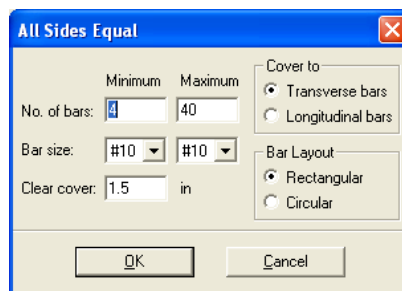 All Sides Equal
Minimum Maximum
No. of bars: 4 40
Bar size: #10 #10
Clear cover: 1.5 in
Cover to
Transverse bars
Longitudinal bars
Bar Layout
Rectangular
Circular
OK Cancel